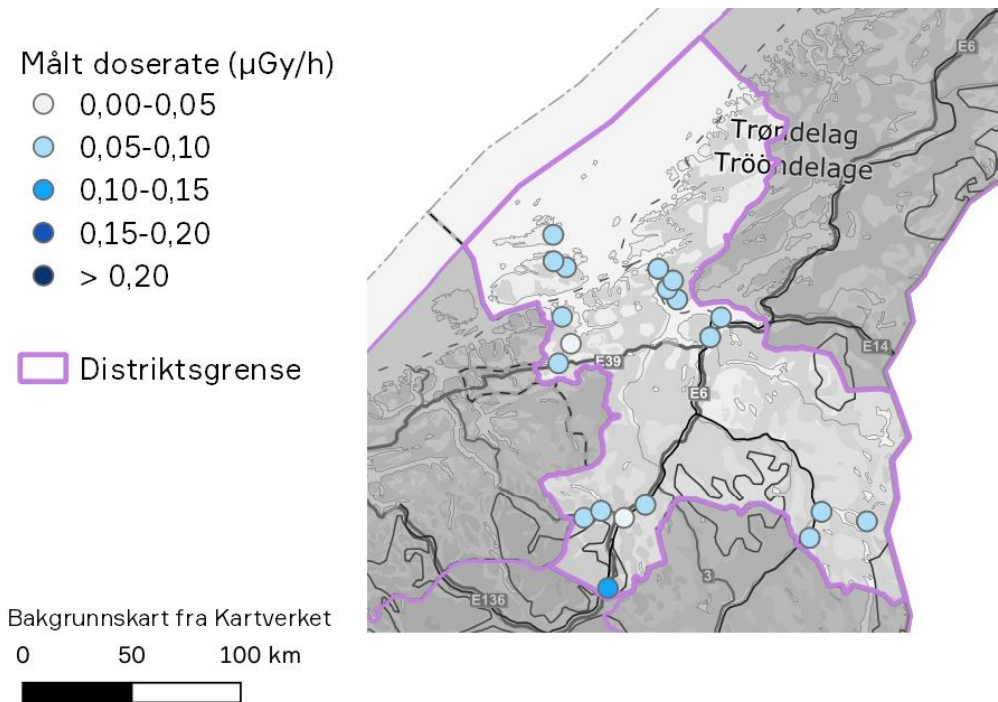 Målt doserate (µGy/h)
0,00-0,05
0,05-0,10
0,10-0,15
0,15-0,20
> 0,20
Distriktsgrense
Bakgrunnskart fra Kartverket
0 50 100 km
E6
Trøndelag
Tröövndelage
E14
E39
E6
3
E136